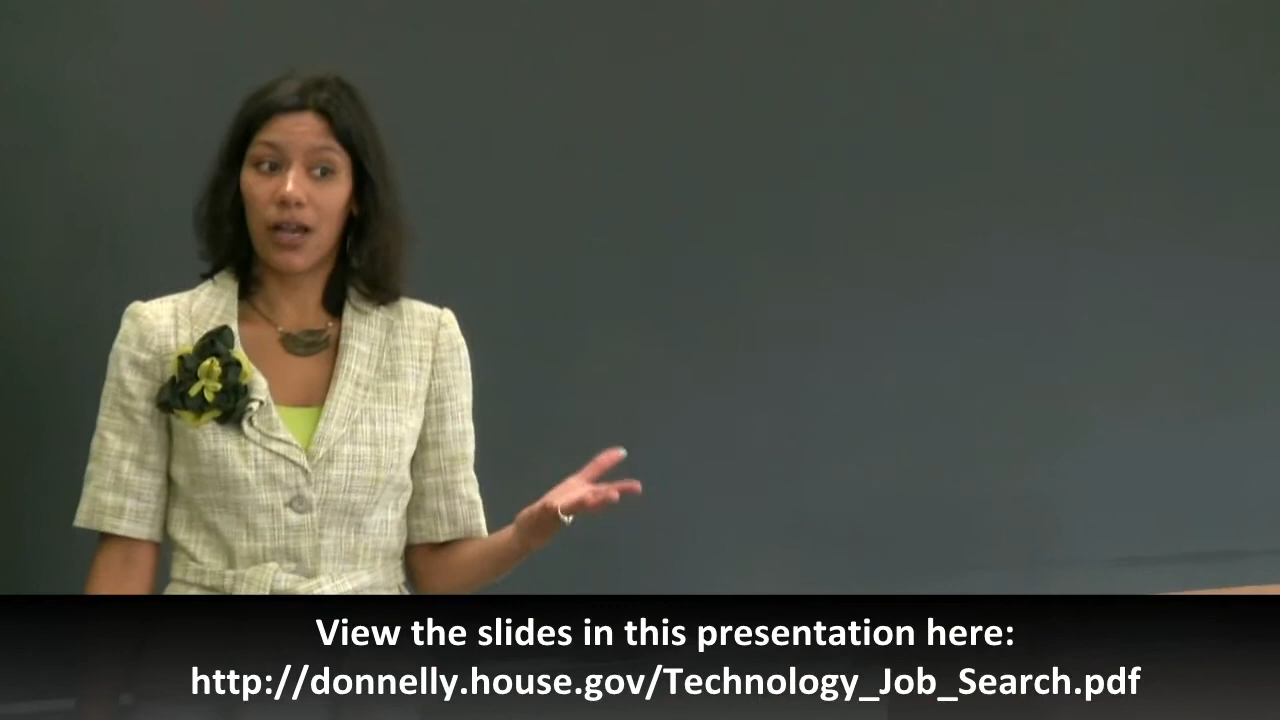 View the slides in this presentation here:
http://donnelly.house.gov/Technology_Job_Search.pdf